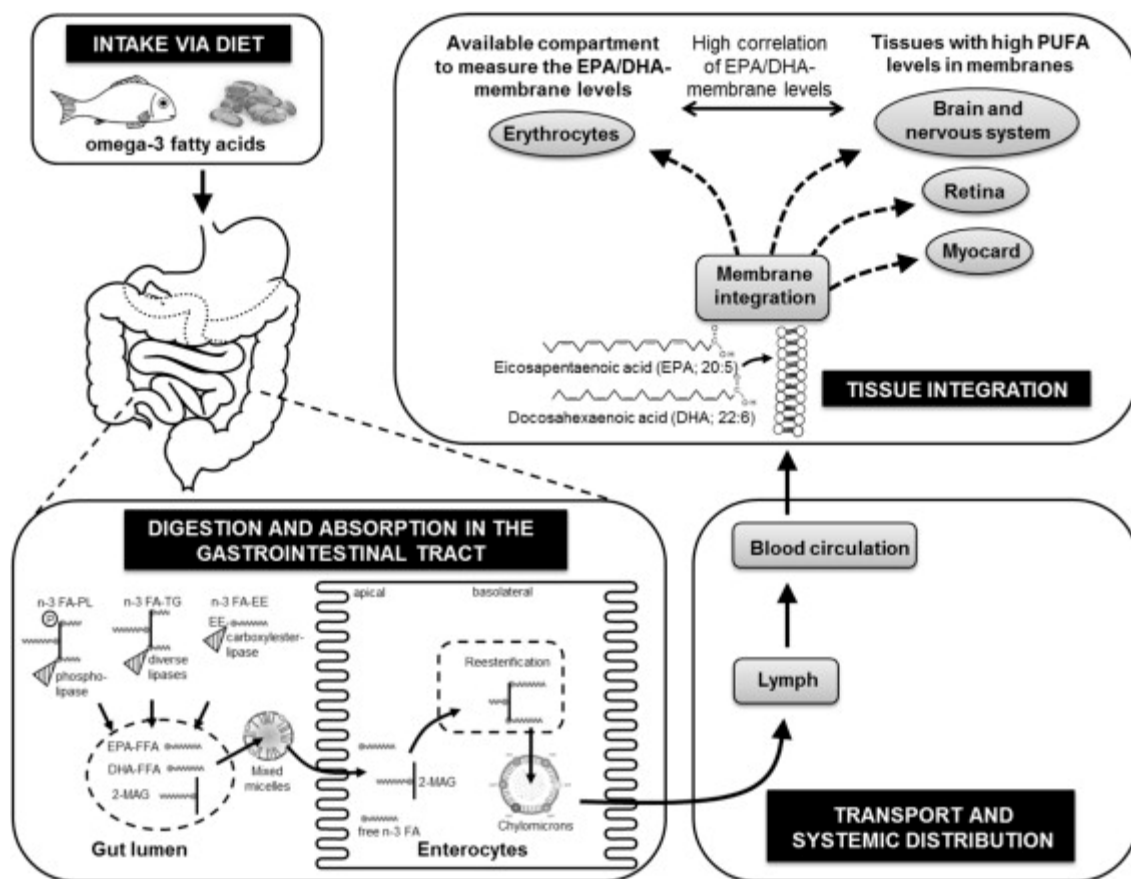 INTAKE VIA DIET
omega-3 fatty acids
DIGESTION AND ABSORPTION IN THE
GASTROINTESTINAL TRACT
n-3 FA-PL
n-3 FA-TG
n-3 FA-EE
P
EE
phospho-
lipase
diverse
lipases
carboxylester-
lipase
EPA-FFA
DHA-FFA
2-MAG
Mixed
micelles
Gut lumen
apical
basolateral
Reesterification
2-MAG
free n-3 FA
Chylomicrons
Enterocytes
TRANSPORT AND
SYSTEMIC DISTRIBUTION
Lymph
Blood circulation
TISSUE INTEGRATION
Available compartment
to measure the EPA/DHA-
membrane levels
High correlation
of EPA/DHA-
membrane levels
Tissues with high PUFA
levels in membranes
Erythrocytes
Brain and
nervous system
Retina
Myocard
Membrane
integration
Eicosapentaenoic acid (EPA; 20:5)
Docosahexaenoic acid (DHA; 22:6)